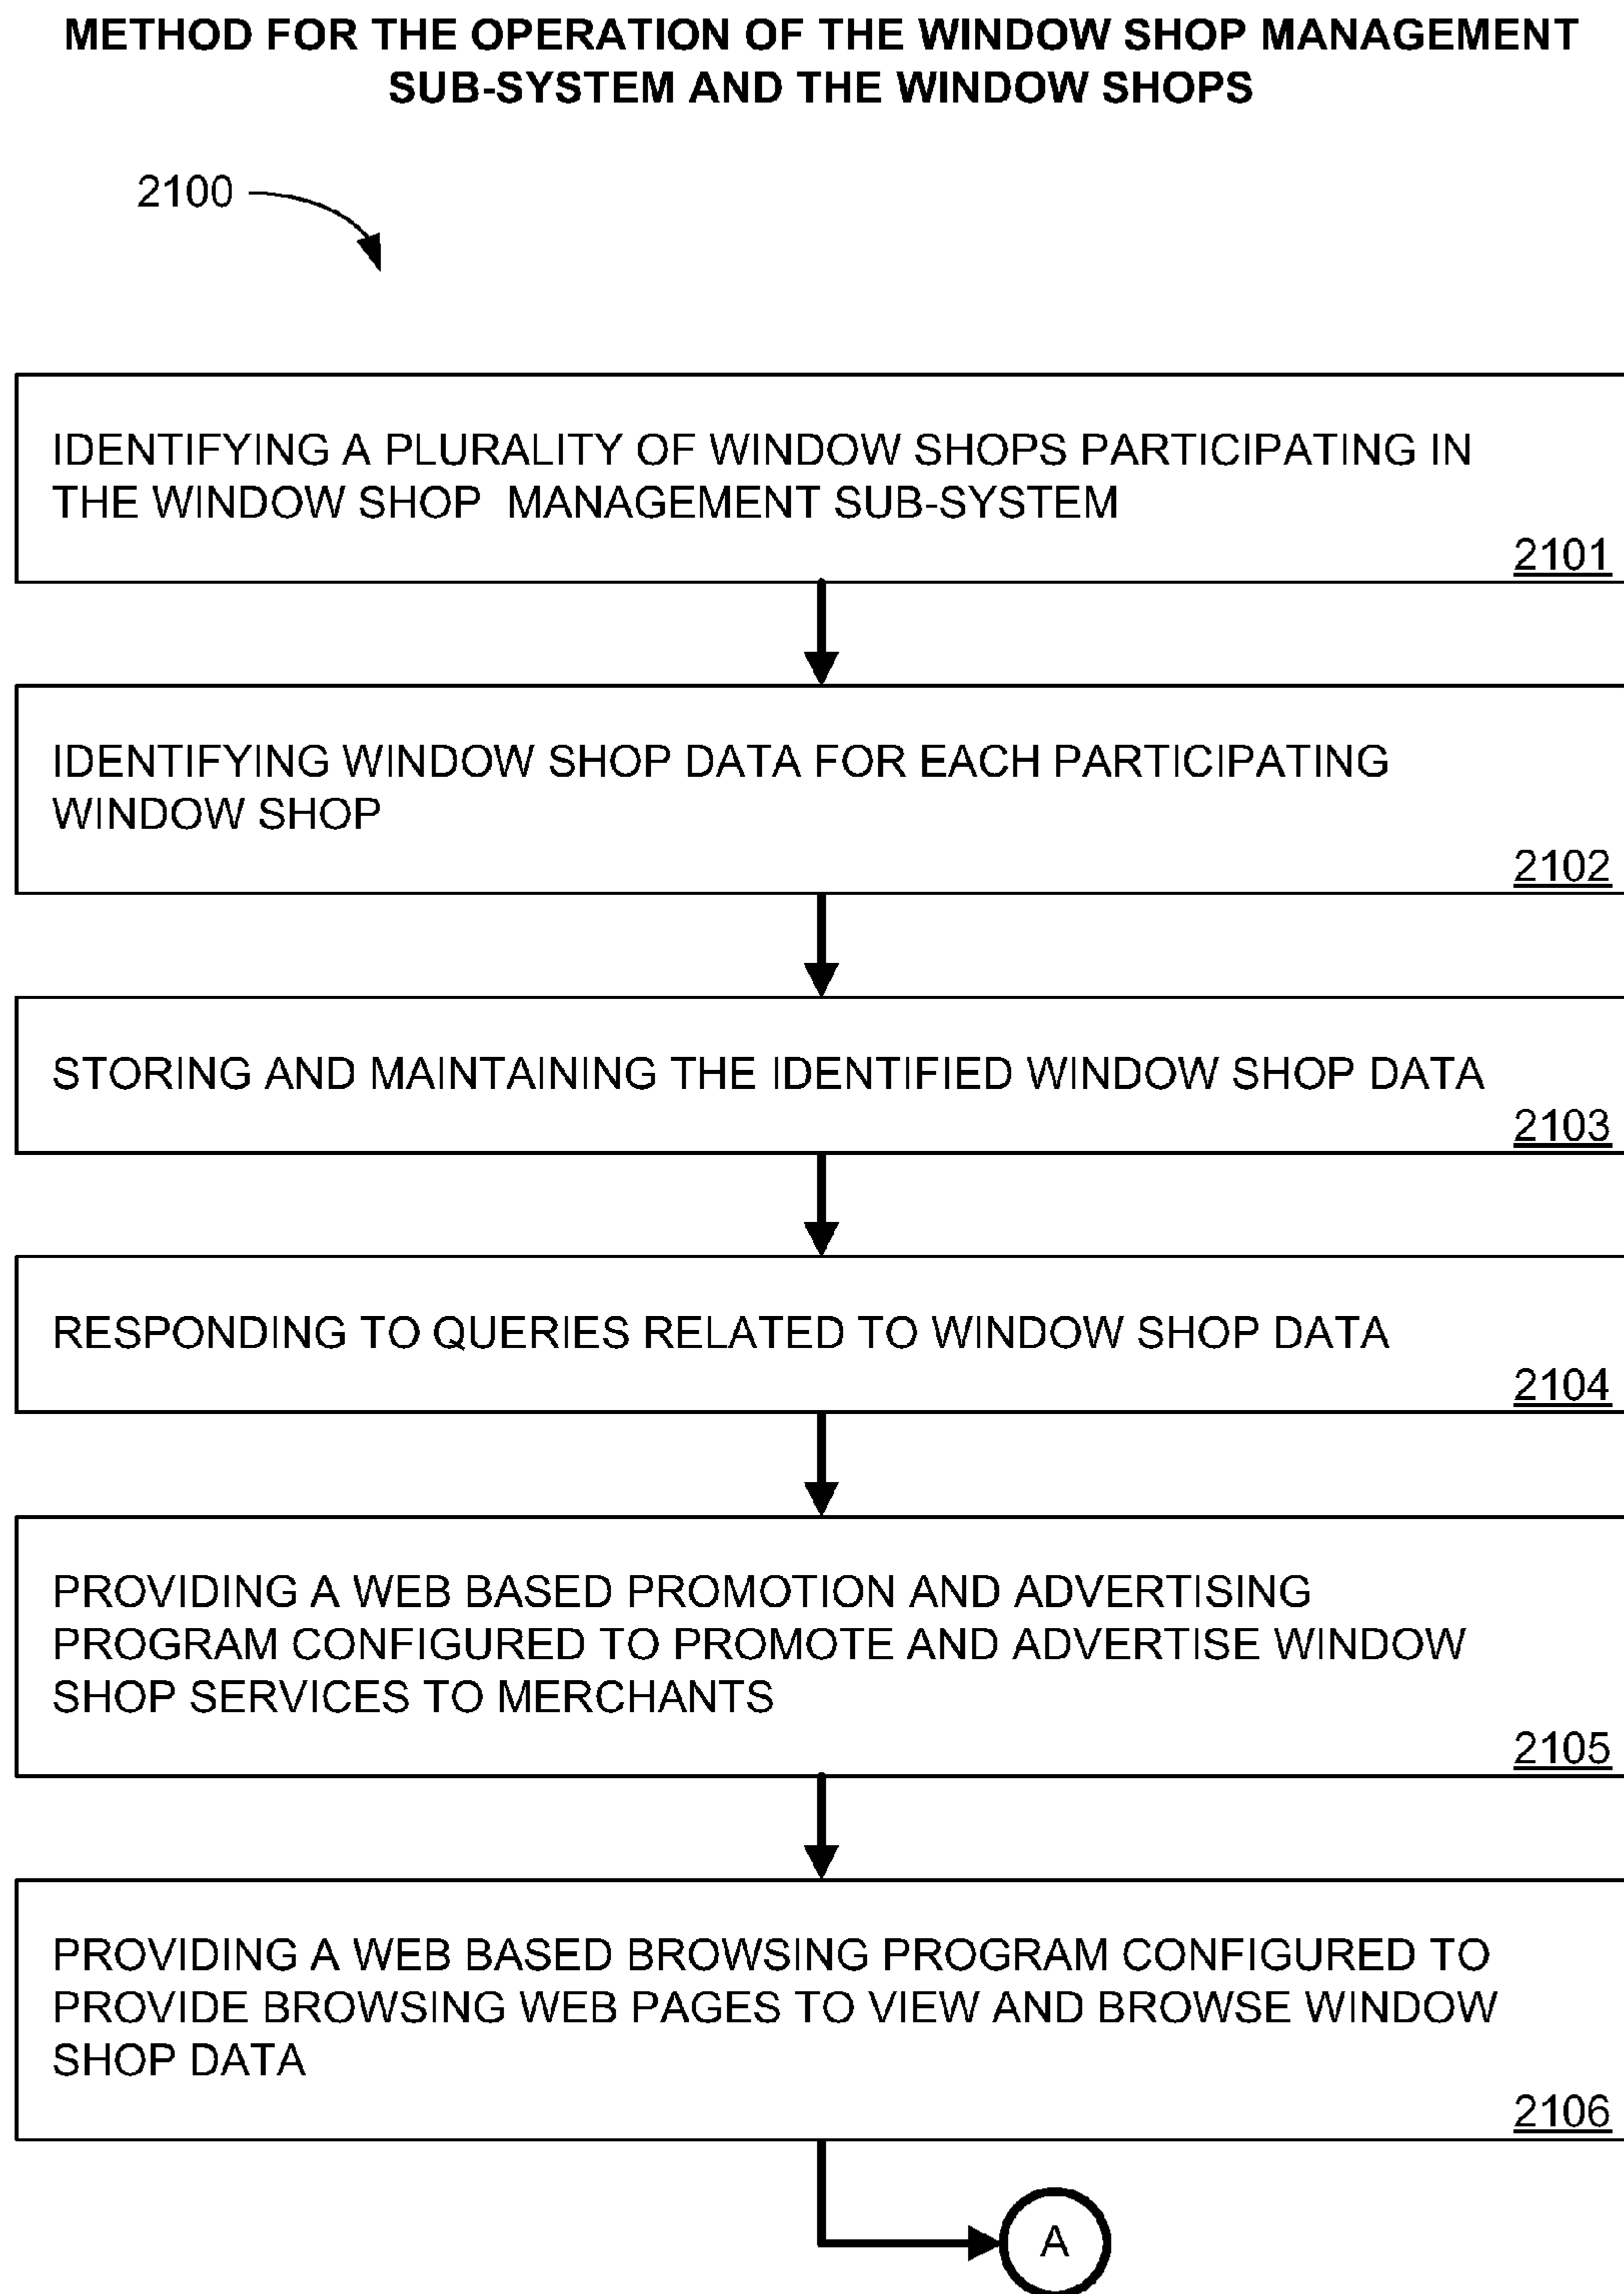 METHOD FOR THE OPERATION OF THE WINDOW SHOP MANAGEMENT
SUB-SYSTEM AND THE WINDOW SHOPS
2100
IDENTIFYING A PLURALITY OF WINDOW SHOPS PARTICIPATING IN
THE WINDOW SHOP MANAGEMENT SUB-SYSTEM
2101
IDENTIFYING WINDOW SHOP DATA FOR EACH PARTICIPATING
WINDOW SHOP
2102
STORING AND MAINTAINING THE IDENTIFIED WINDOW SHOP DATA
2103
RESPONDING TO QUERIES RELATED TO WINDOW SHOP DATA
2104
PROVIDING A WEB BASED PROMOTION AND ADVERTISING
PROGRAM CONFIGURED TO PROMOTE AND ADVERTISE WINDOW
SHOP SERVICES TO MERCHANTS
2105
PROVIDING A WEB BASED BROWSING PROGRAM CONFIGURED TO
PROVIDE BROWSING WEB PAGES TO VIEW AND BROWSE WINDOW
SHOP DATA
2106
A